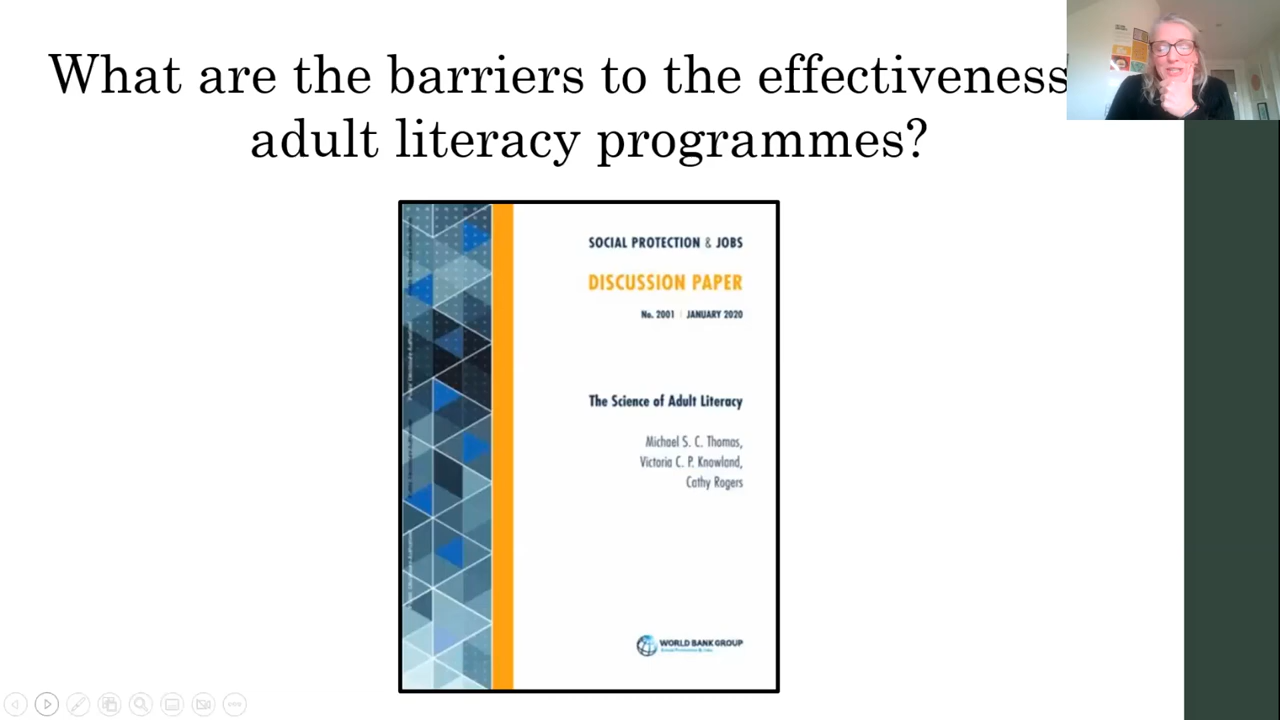 What are the barriers to the effectiveness
adult literacy programmes?
SOCIAL PROTECTION & JOBS
DISCUSSION PAPER
No. 2001 | JANUARY 2020
The Science of Adult Literacy
Michael S. C. Thomas,
Victoria C. P. Knowland,
Cathy Rogers
WORLD BANK GROUP